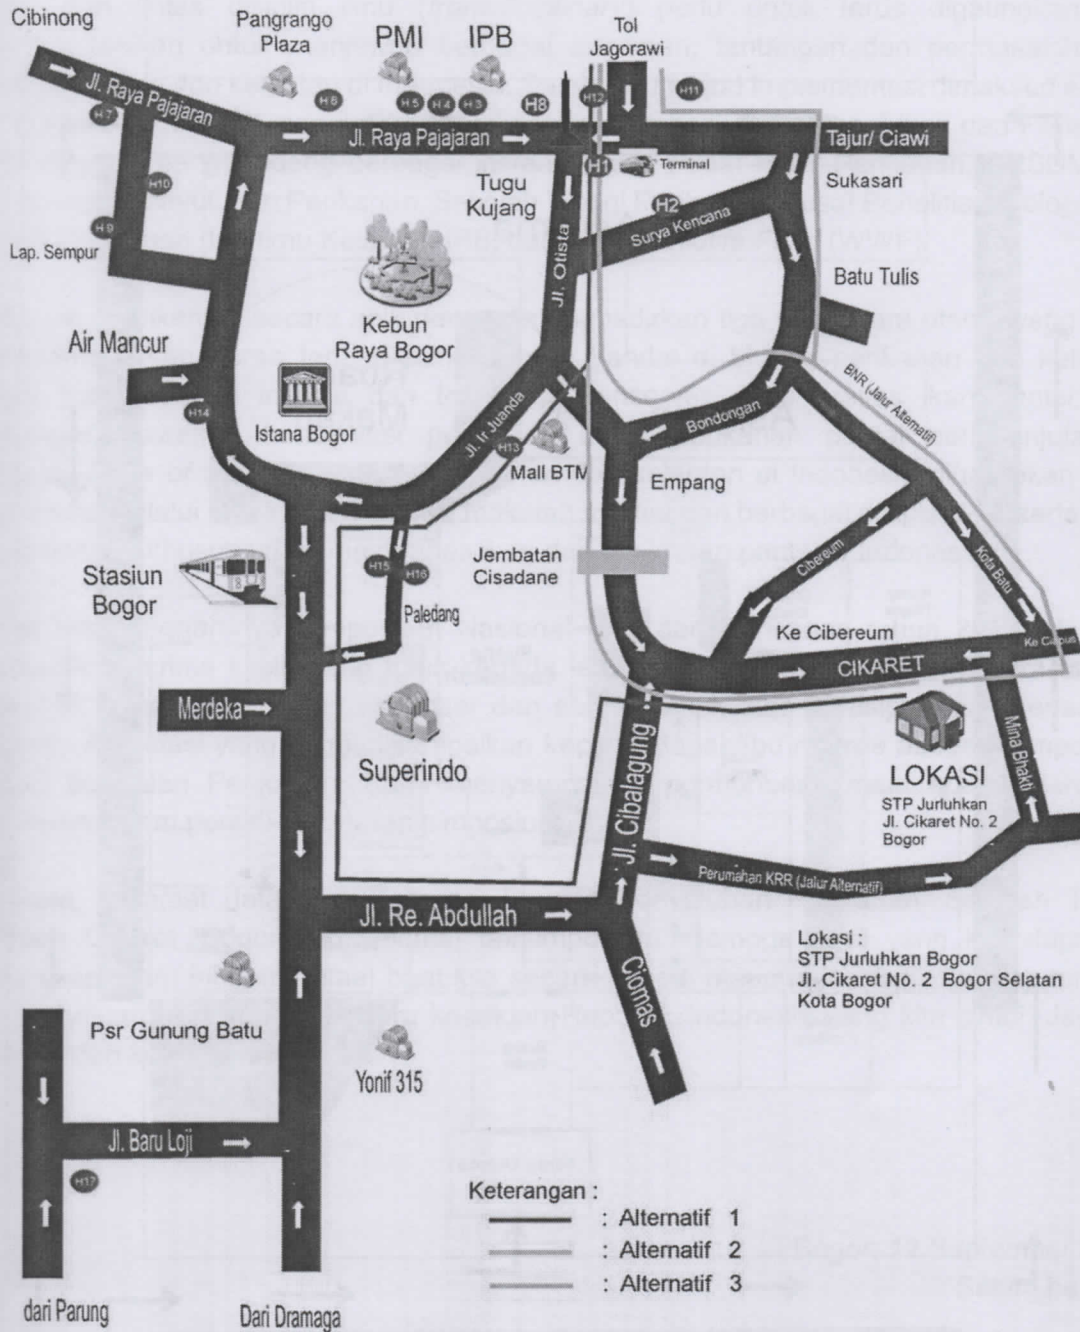 Cibinong
Pangrango
Plaza
PMI
IPB
Tol
Jagorawi
Jl. Raya Pajajaran
H7
H6
H5
H4
H3
H8
H12
H11
Jl. Raya Pajajaran
Tajur/ Ciawi
H1
Terminal
H10
Tugu
Kujang
Sukasari
H2
Surya Kencana
H9
Lap. Sempur
Jl. Otista
Batu Tulis
Kebun
Raya Bogor
Air Mancur
BNR (Jalur Alternatif)
H14
Istana Bogor
Jl. Ir Juanda
H13
Bondongan
Mall BTM
Empang
Stasiun
Bogor
H15
H16
Jembatan
Cisadane
Cibereum
Kota Batu
Paledang
Ke Cibereum
CIKARET
Merdeka
Superindo
Jl. Cibalagung
LOKASI
STP Jurluhkan
Jl. Cikaret No. 2
Bogor
Mina Bhakti
Perumahan KRR (Jalur Alternatif)
Jl. Re. Abdullah
Ciomas
Lokasi :
STP Jurluhkan Bogor
Jl. Cikaret No. 2 Bogor Selatan
Kota Bogor
Psr Gunung Batu
Yonif 315
Jl. Baru Loji
H17
Keterangan :
: Alternatif 1
: Alternatif 2
: Alternatif 3
dari Parung
Dari Dramaga